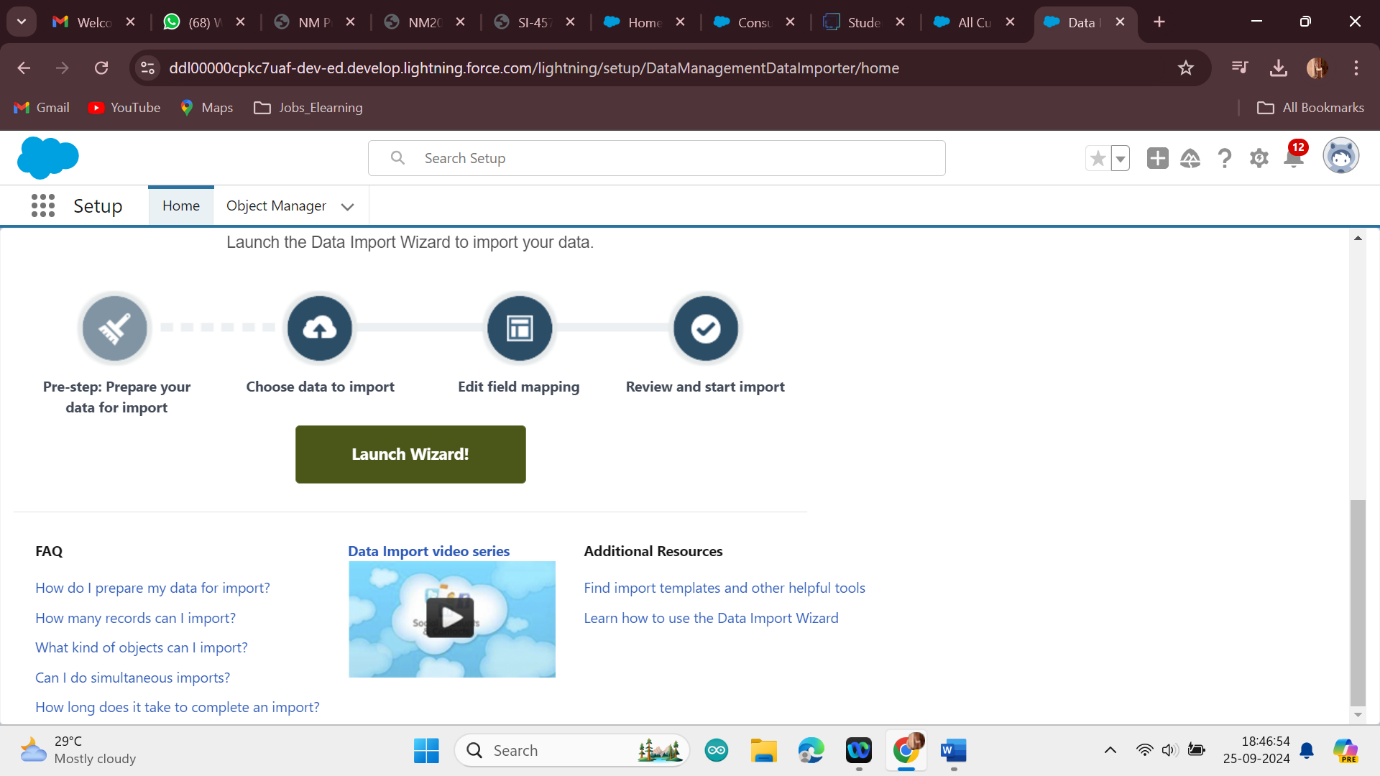 Welco
(68) W
NM P
NM20
SI-457
Home
Consu
Stude
All Cu
Data I
ddl00000cpkc7uaf-dev-ed.develop.lightning.force.com/lightning/setup/DataManagementDataImporter/home
Gmail
YouTube
Maps
Jobs_Elearning
All Bookmarks
Search Setup
12
Setup
Home
Object Manager
Launch the Data Import Wizard to import your data.
Pre-step: Prepare your
data for import
Choose data to import
Edit field mapping
Review and start import
Launch Wizard!
FAQ
How do I prepare my data for import?
How many records can I import?
What kind of objects can I import?
Can I do simultaneous imports?
How long does it take to complete an import?
Data Import video series
Additional Resources
Find import templates and other helpful tools
Learn how to use the Data Import Wizard
29°C
Mostly cloudy
Search
18:46:54
25-09-2024
PRE